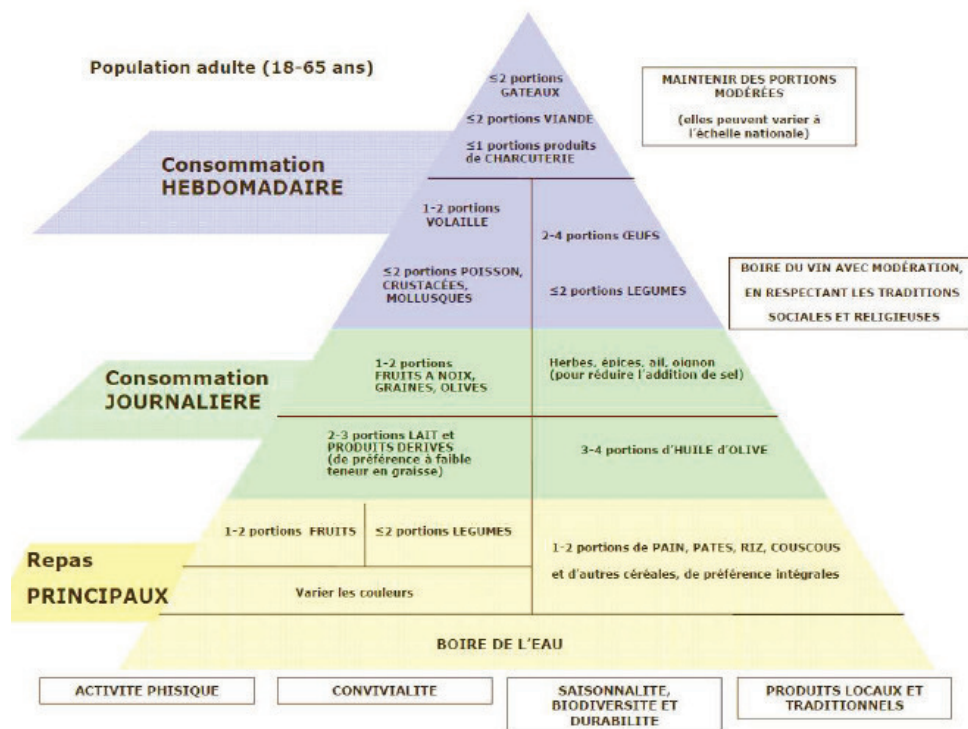 Population adulte (18-65 ans)
≤2 portions
GATEAUX
≤2 portions VIANDE
≤1 portions produits
de CHARCUTERIE
MAINTENIR DES PORTIONS
MODÉRÉES
(elles peuvent varier à
l'échelle nationale)
Consommation
HEBDOMADAIRE
1-2 portions
VOLAILLE
2-4 portions ŒUFS
≤2 portions POISSON,
CRUSTACÉES,
MOLLUSQUES
≤2 portions LEGUMES
BOIRE DU VIN AVEC MODÉRATION,
EN RESPECTANT LES TRADITIONS
SOCIALES ET RELIGIEUSES
Consommation
JOURNALIERE
1-2 portions
FRUITS A NOIX,
GRAINES, OLIVES
Herbes, épices, ail, oignon
(pour réduire l'addition de sel)
2-3 portions LAIT et
PRODUITS DERIVES
(de préférence à faible
teneur en graisse)
3-4 portions d'HUILE d'OLIVE
Repas
PRINCIPAUX
1-2 portions FRUITS
≤2 portions LEGUMES
1-2 portions de PAIN, PATES, RIZ, COUSCOUS
et d'autres céréales, de préférence intégrales
Varier les couleurs
BOIRE DE L'EAU
ACTIVITE PHISIQUE
CONVIVIALITE
SAISONNALITE,
BIODIVERSITE ET
DURABILITE
PRODUITS LOCAUX ET
TRADITIONNELS